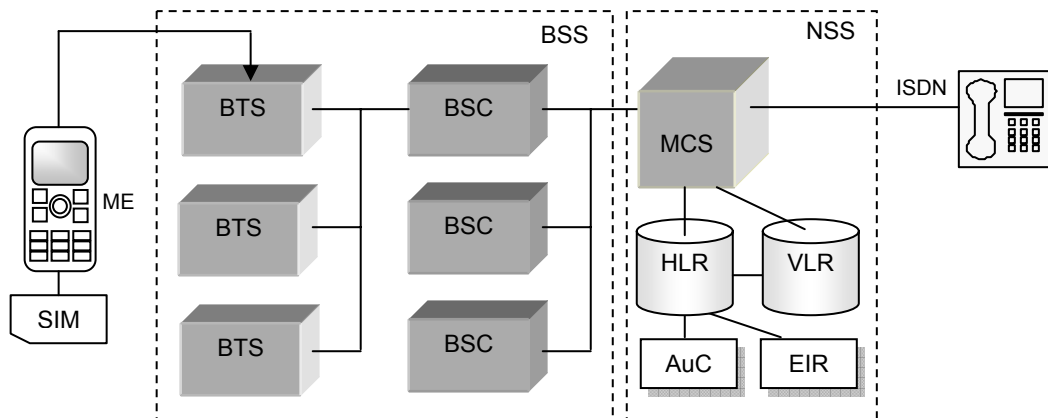 BSS
NSS
BTS
BSC
MCS
ISDN
ME
BTS
BSC
HLR
VLR
SIM
BTS
BSC
AuC
EIR